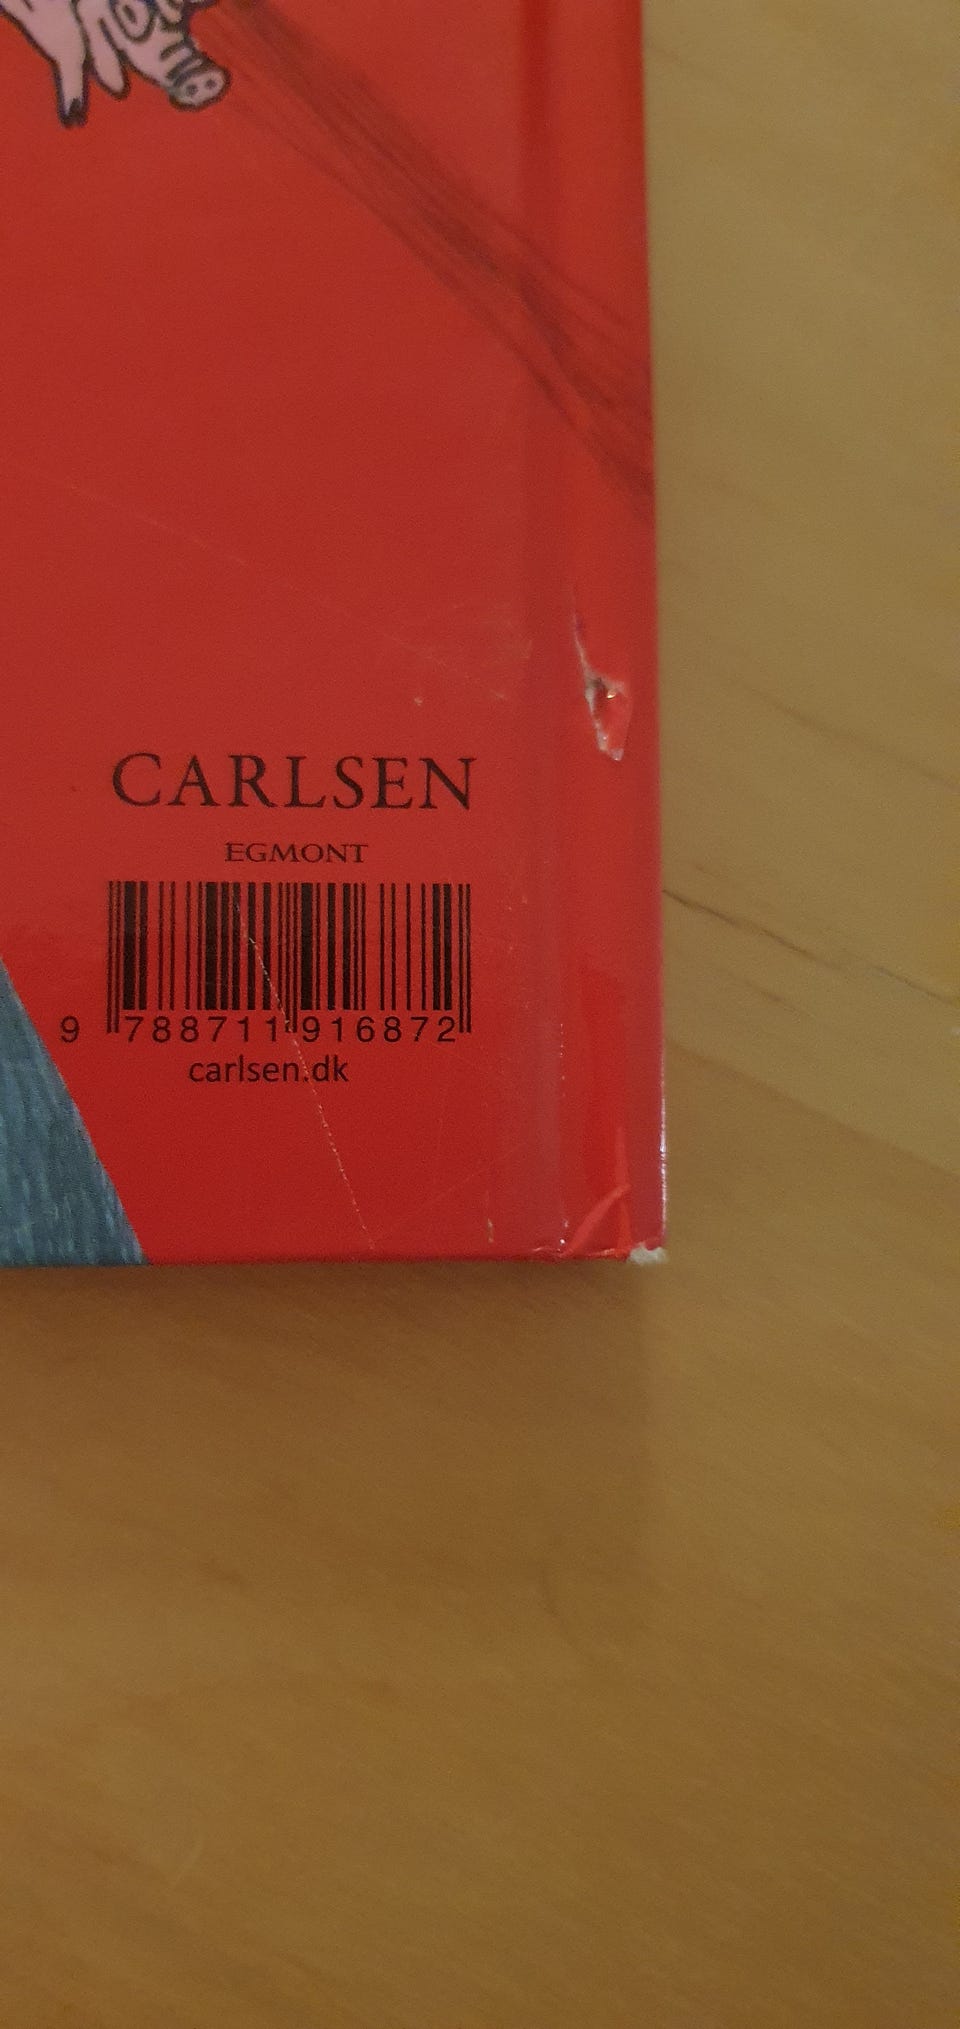 CARLSEN
EGMONT
9 788711 916872
carlsen.dk